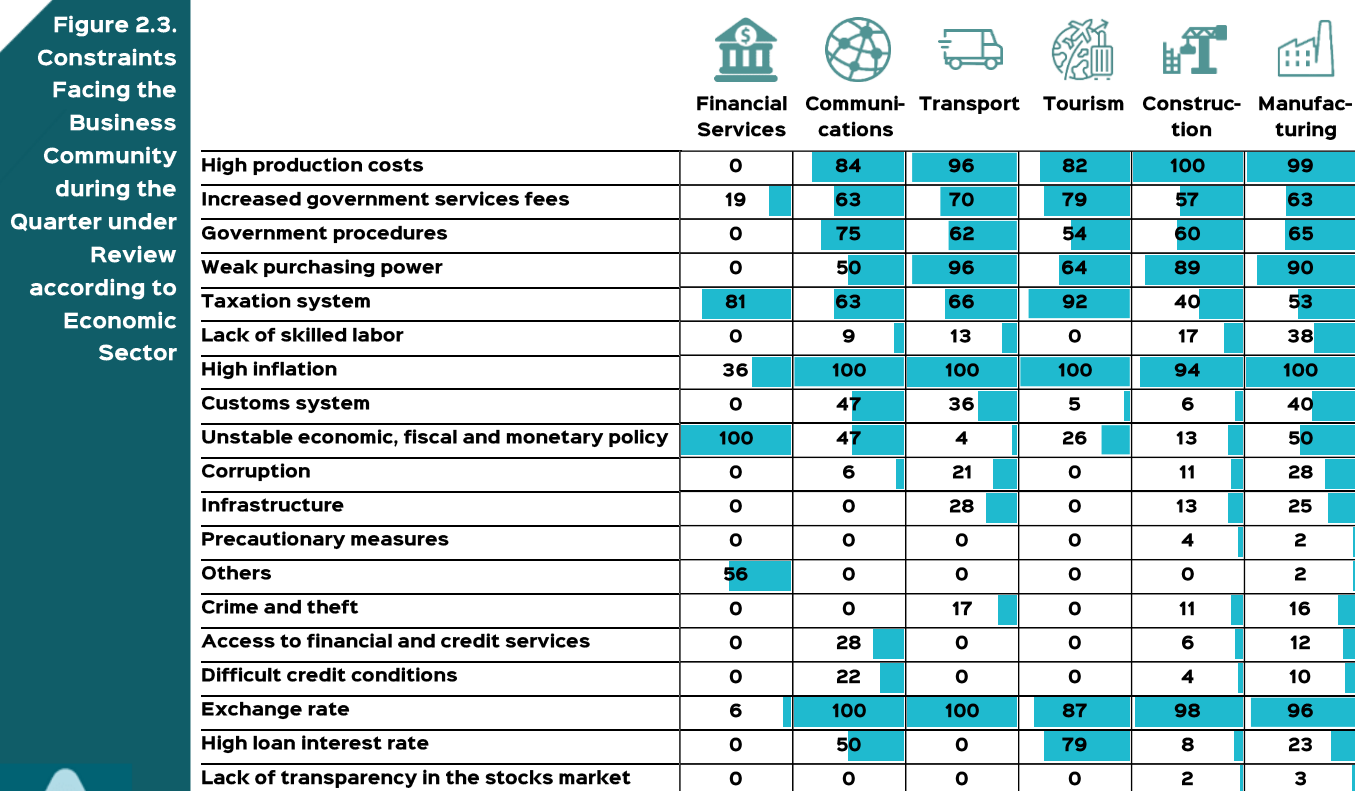 Figure 2.3.
Constraints
Facing the
Business
Community
during the
Quarter under
Review
according to
Economic
Sector
Financial Services Communi-cations Transport Tourism Construc-tion Manufac-turing
High production costs 0 84 96 82 100 99
Increased government services fees 19 63 70 79 57 63
Government procedures 0 75 62 54 60 65
Weak purchasing power 0 50 96 64 89 90
Taxation system 81 63 66 92 40 53
Lack of skilled labor 0 9 13 0 17 38
High inflation 36 100 100 100 94 100
Customs system 0 47 36 5 6 40
Unstable economic, fiscal and monetary policy 100 47 4 26 13 50
Corruption 0 6 21 0 11 28
Infrastructure 0 0 28 0 13 25
Precautionary measures 0 0 0 0 4 2
Others 56 0 0 0 0 2
Crime and theft 0 0 17 0 11 16
Access to financial and credit services 0 28 0 0 6 12
Difficult credit conditions 0 22 0 0 4 10
Exchange rate 6 100 100 87 98 96
High loan interest rate 0 50 0 79 8 23
Lack of transparency in the stocks market 0 0 0 0 2 3